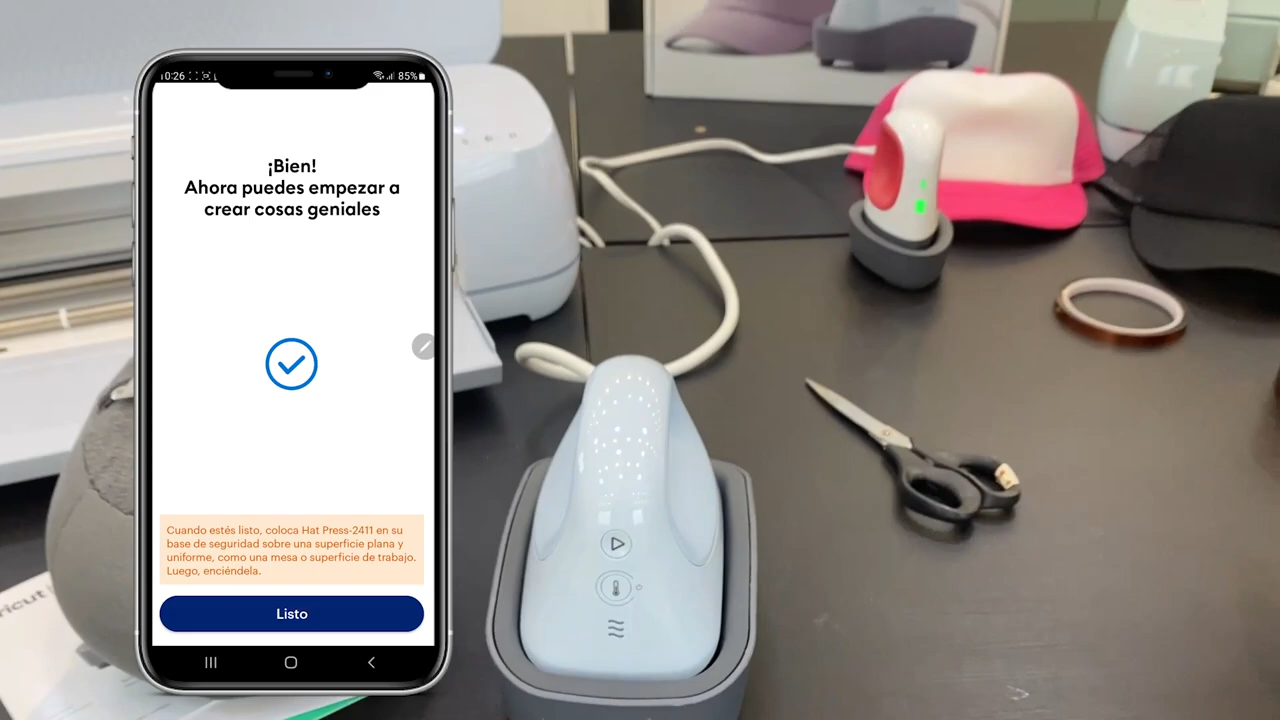 10:26
85%
¡Bien!
Ahora puedes empezar a
crear cosas geniales
Cuando estés listo, coloca Hat Press-2411 en su
base de seguridad sobre una superficie plana y
uniforme, como una mesa o superficie de trabajo.
Luego, enciéndela.
Listo
ricut